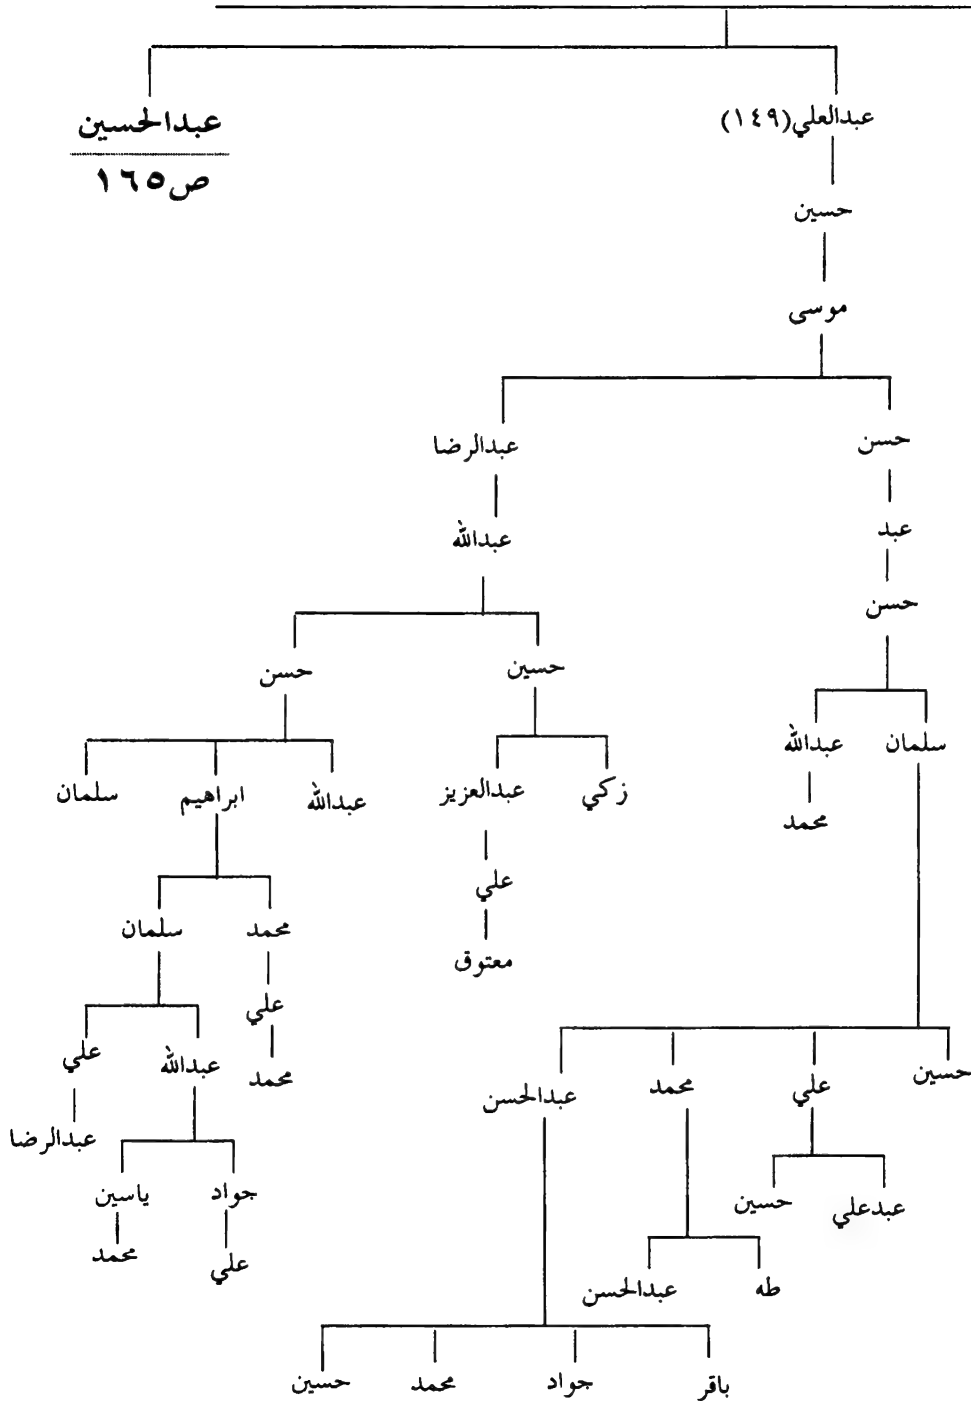 عبدالعلي(١٤٩) عبدالحسين
ص١٦٥
حسين
موسى
حسن عبدالرضا
عبد عبدالله
حسن
حسين حسن
سلمان عبدالله
زكي عبدالعزيز عبدالله ابراهيم سلمان
محمد
علي
محمد سلمان
معتوق
علي
علي عبدالله محمد
حسين علي محمد عبدالحسن
عبدالرضا
جواد ياسين
عبدعلي حسين
علي محمد
طه عبدالحسن
باقر جواد محمد حسين